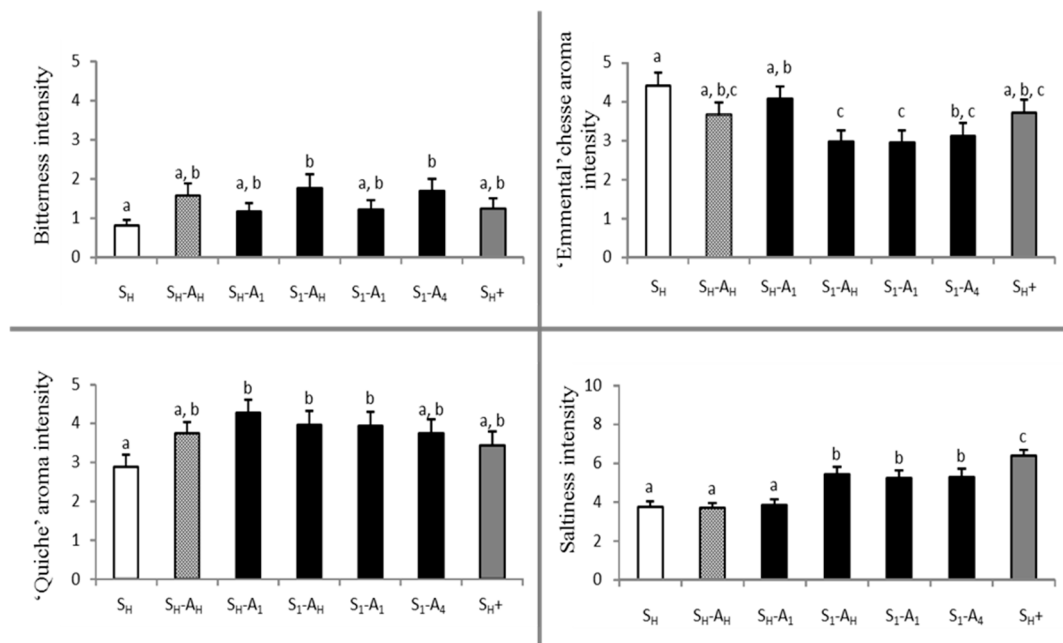 Bitterness intensity
5
4
3
2
1
0
a
a, b
a, b
b
a, b
b
a, b
S_H
S_H-A_H
S_H-A_1
S_1-A_H
S_1-A_1
S_1-A_4
S_H+
'Emmental' chesse aroma
intensity
5
4
3
2
1
0
a
a, b,c
a, b
c
c
b, c
a, b, c
S_H
S_H-A_H
S_H-A_1
S_1-A_H
S_1-A_1
S_1-A_4
S_H+
'Quiche' aroma intensity
5
4
3
2
1
0
a
a, b
b
b
b
a, b
a, b
S_H
S_H-A_H
S_H-A_1
S_1-A_H
S_1-A_1
S_1-A_4
S_H+
Saltiness intensity
10
8
6
4
2
0
a
a
a
b
b
b
c
S_H
S_H-A_H
S_H-A_1
S_1-A_H
S_1-A_1
S_1-A_4
S_H+